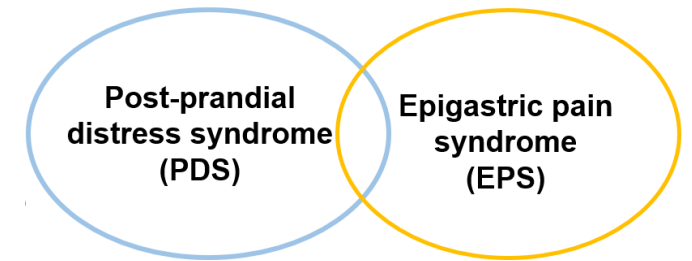 Post-prandial
distress syndrome
(PDS)
Epigastric pain
syndrome
(EPS)